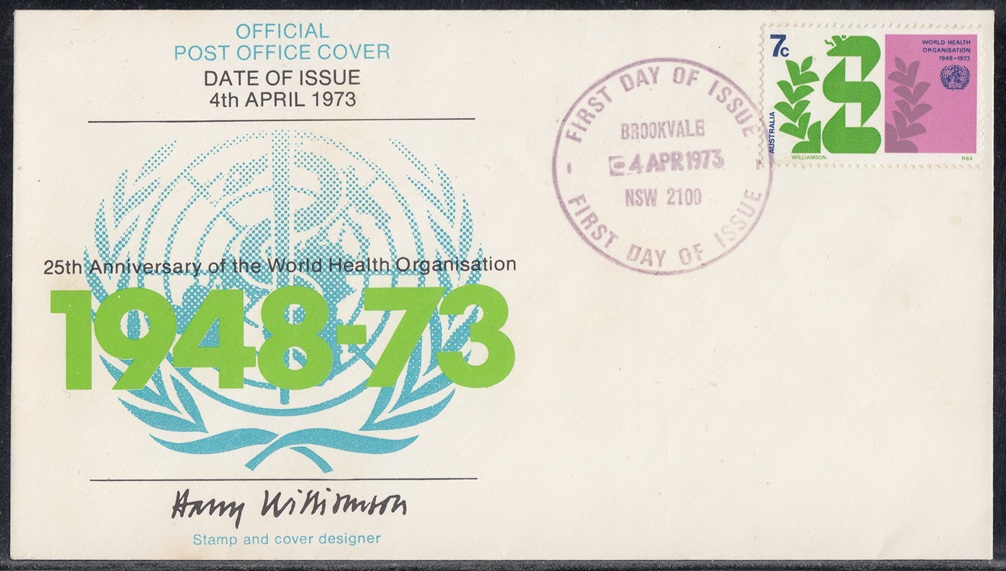 OFFICIAL
POST OFFICE COVER
DATE OF ISSUE
4th APRIL 1973
25th Anniversary of the World Health Organisation
1948-73
Harry Williamson
Stamp and cover designer
FIRST DAY OF ISSUE
BROOKVALE
4 APR 1973
NSW 2100
FIRST DAY OF ISSUE
7c
WORLD HEALTH
ORGANISATION
1948-1973
AUSTRALIA
WILLIAMSON
RBA